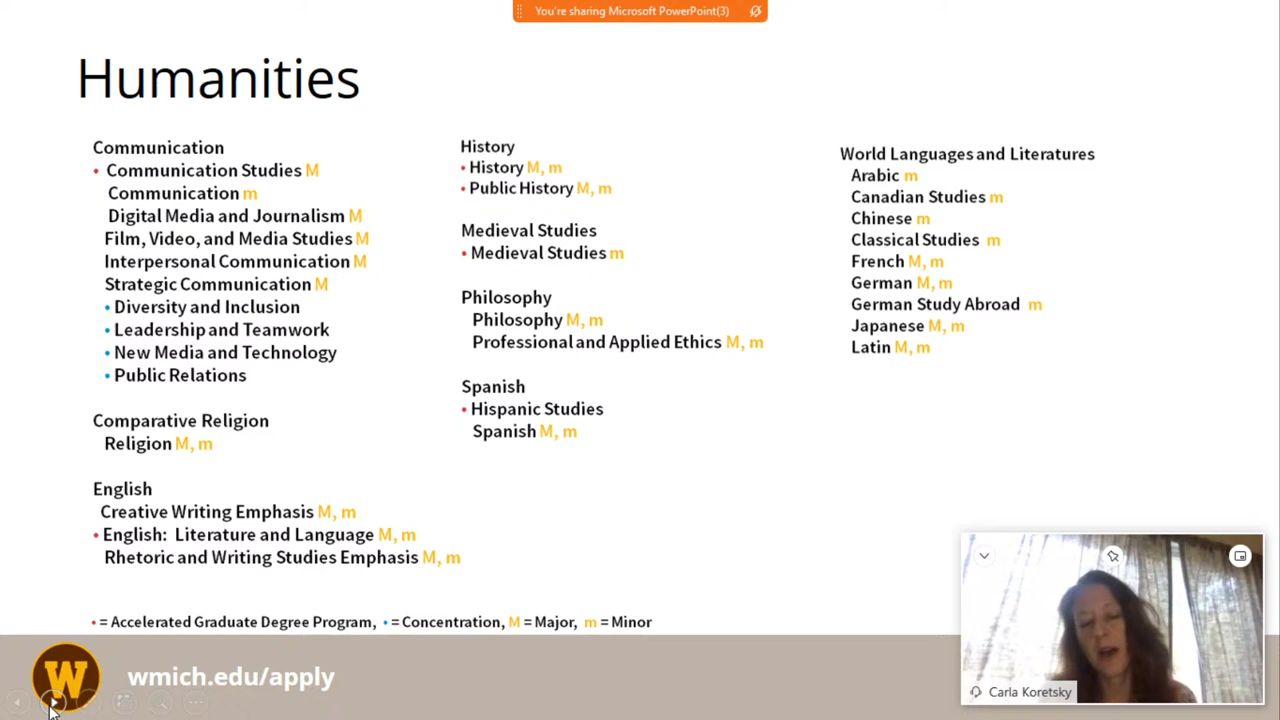 You're sharing Microsoft PowerPoint(3)
Humanities
Communication
• Communication Studies M
Communication m
Digital Media and Journalism M
Film, Video, and Media Studies M
Interpersonal Communication M
Strategic Communication M
• Diversity and Inclusion
• Leadership and Teamwork
• New Media and Technology
• Public Relations
Comparative Religion
Religion M, m
English
Creative Writing Emphasis M, m
• English: Literature and Language M, m
Rhetoric and Writing Studies Emphasis M, m
History
• History M, m
• Public History M, m
Medieval Studies
• Medieval Studies m
Philosophy
Philosophy M, m
Professional and Applied Ethics M, m
Spanish
• Hispanic Studies
Spanish M, m
World Languages and Literatures
Arabic m
Canadian Studies m
Chinese m
Classical Studies m
French M, m
German M, m
German Study Abroad m
Japanese M, m
Latin M, m
• = Accelerated Graduate Degree Program, • = Concentration, M = Major, m = Minor
W
wmich.edu/apply
Carla Koretsky